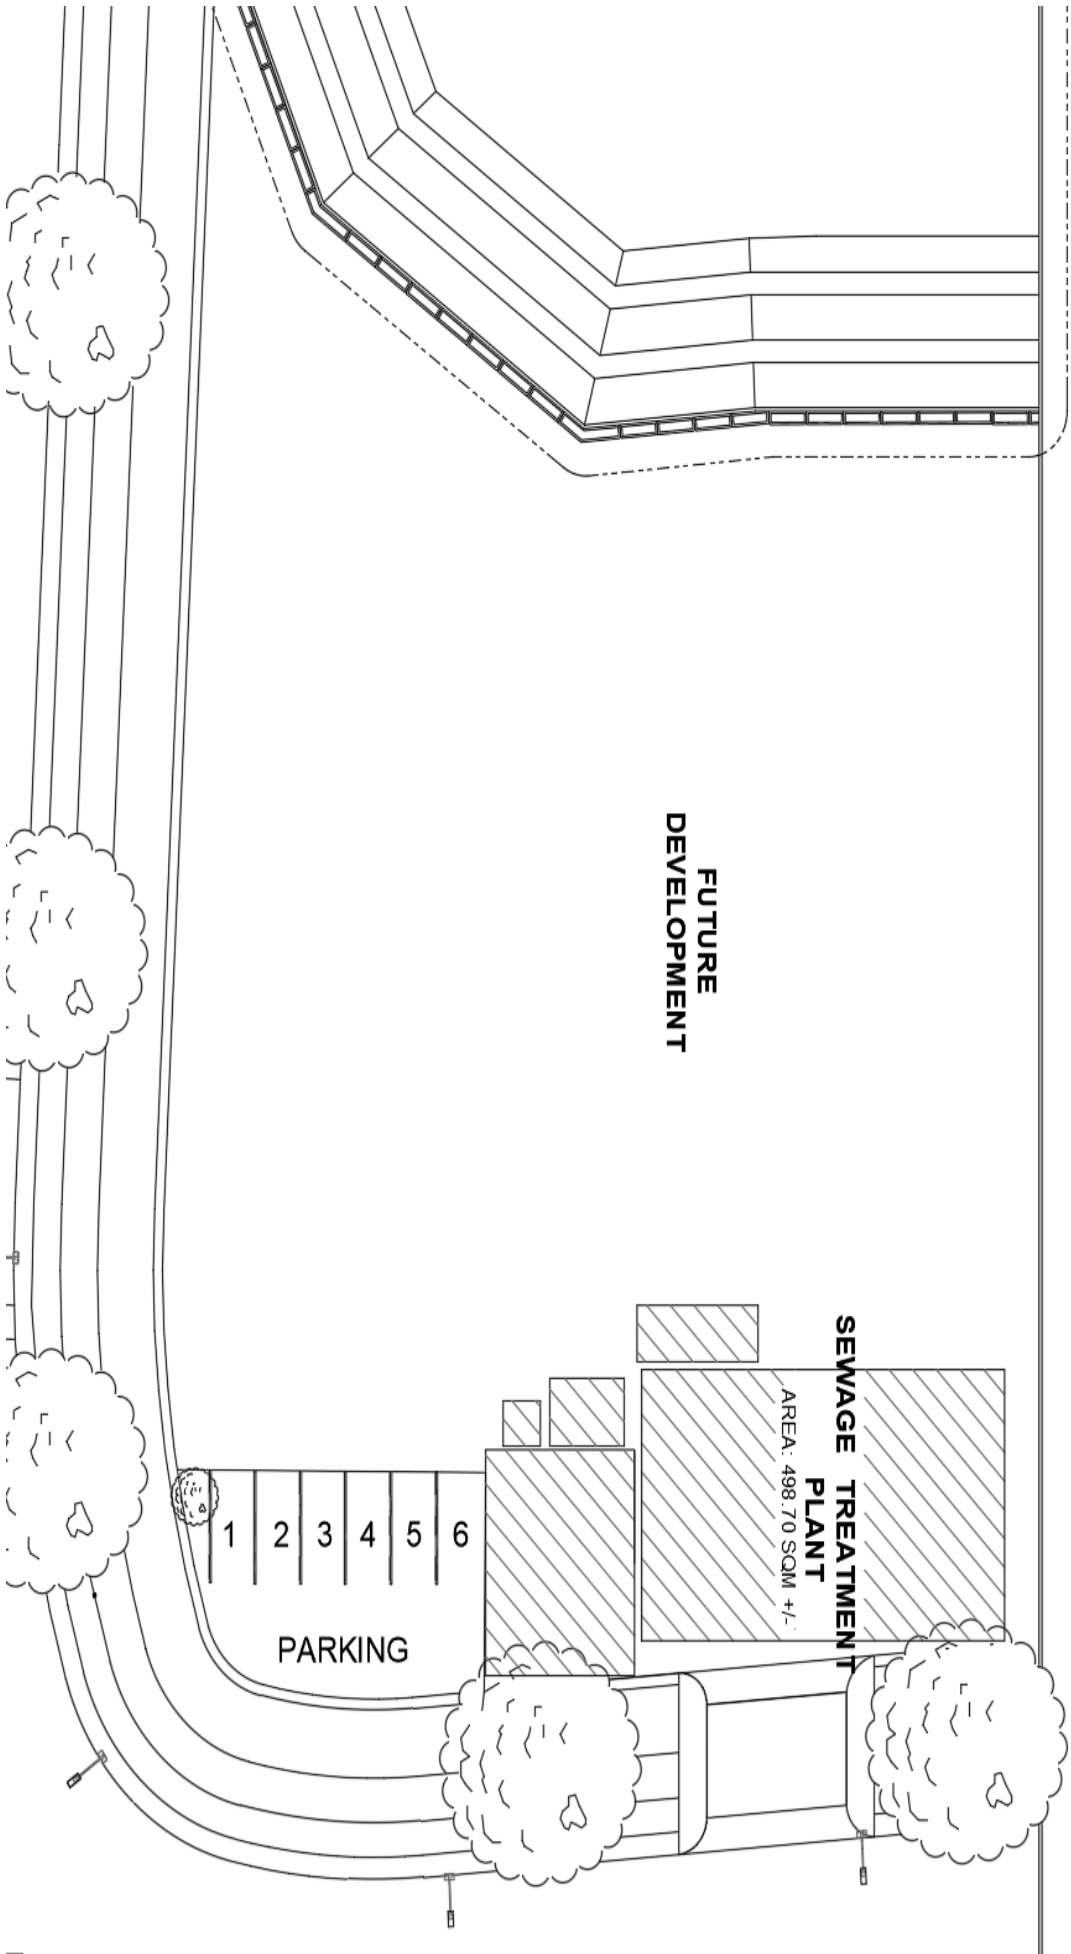 FUTURE
DEVELOPMENT
SEWAGE TREATMENT
PLANT
AREA: 498.70 SQM +/-
1 2 3 4 5 6
PARKING